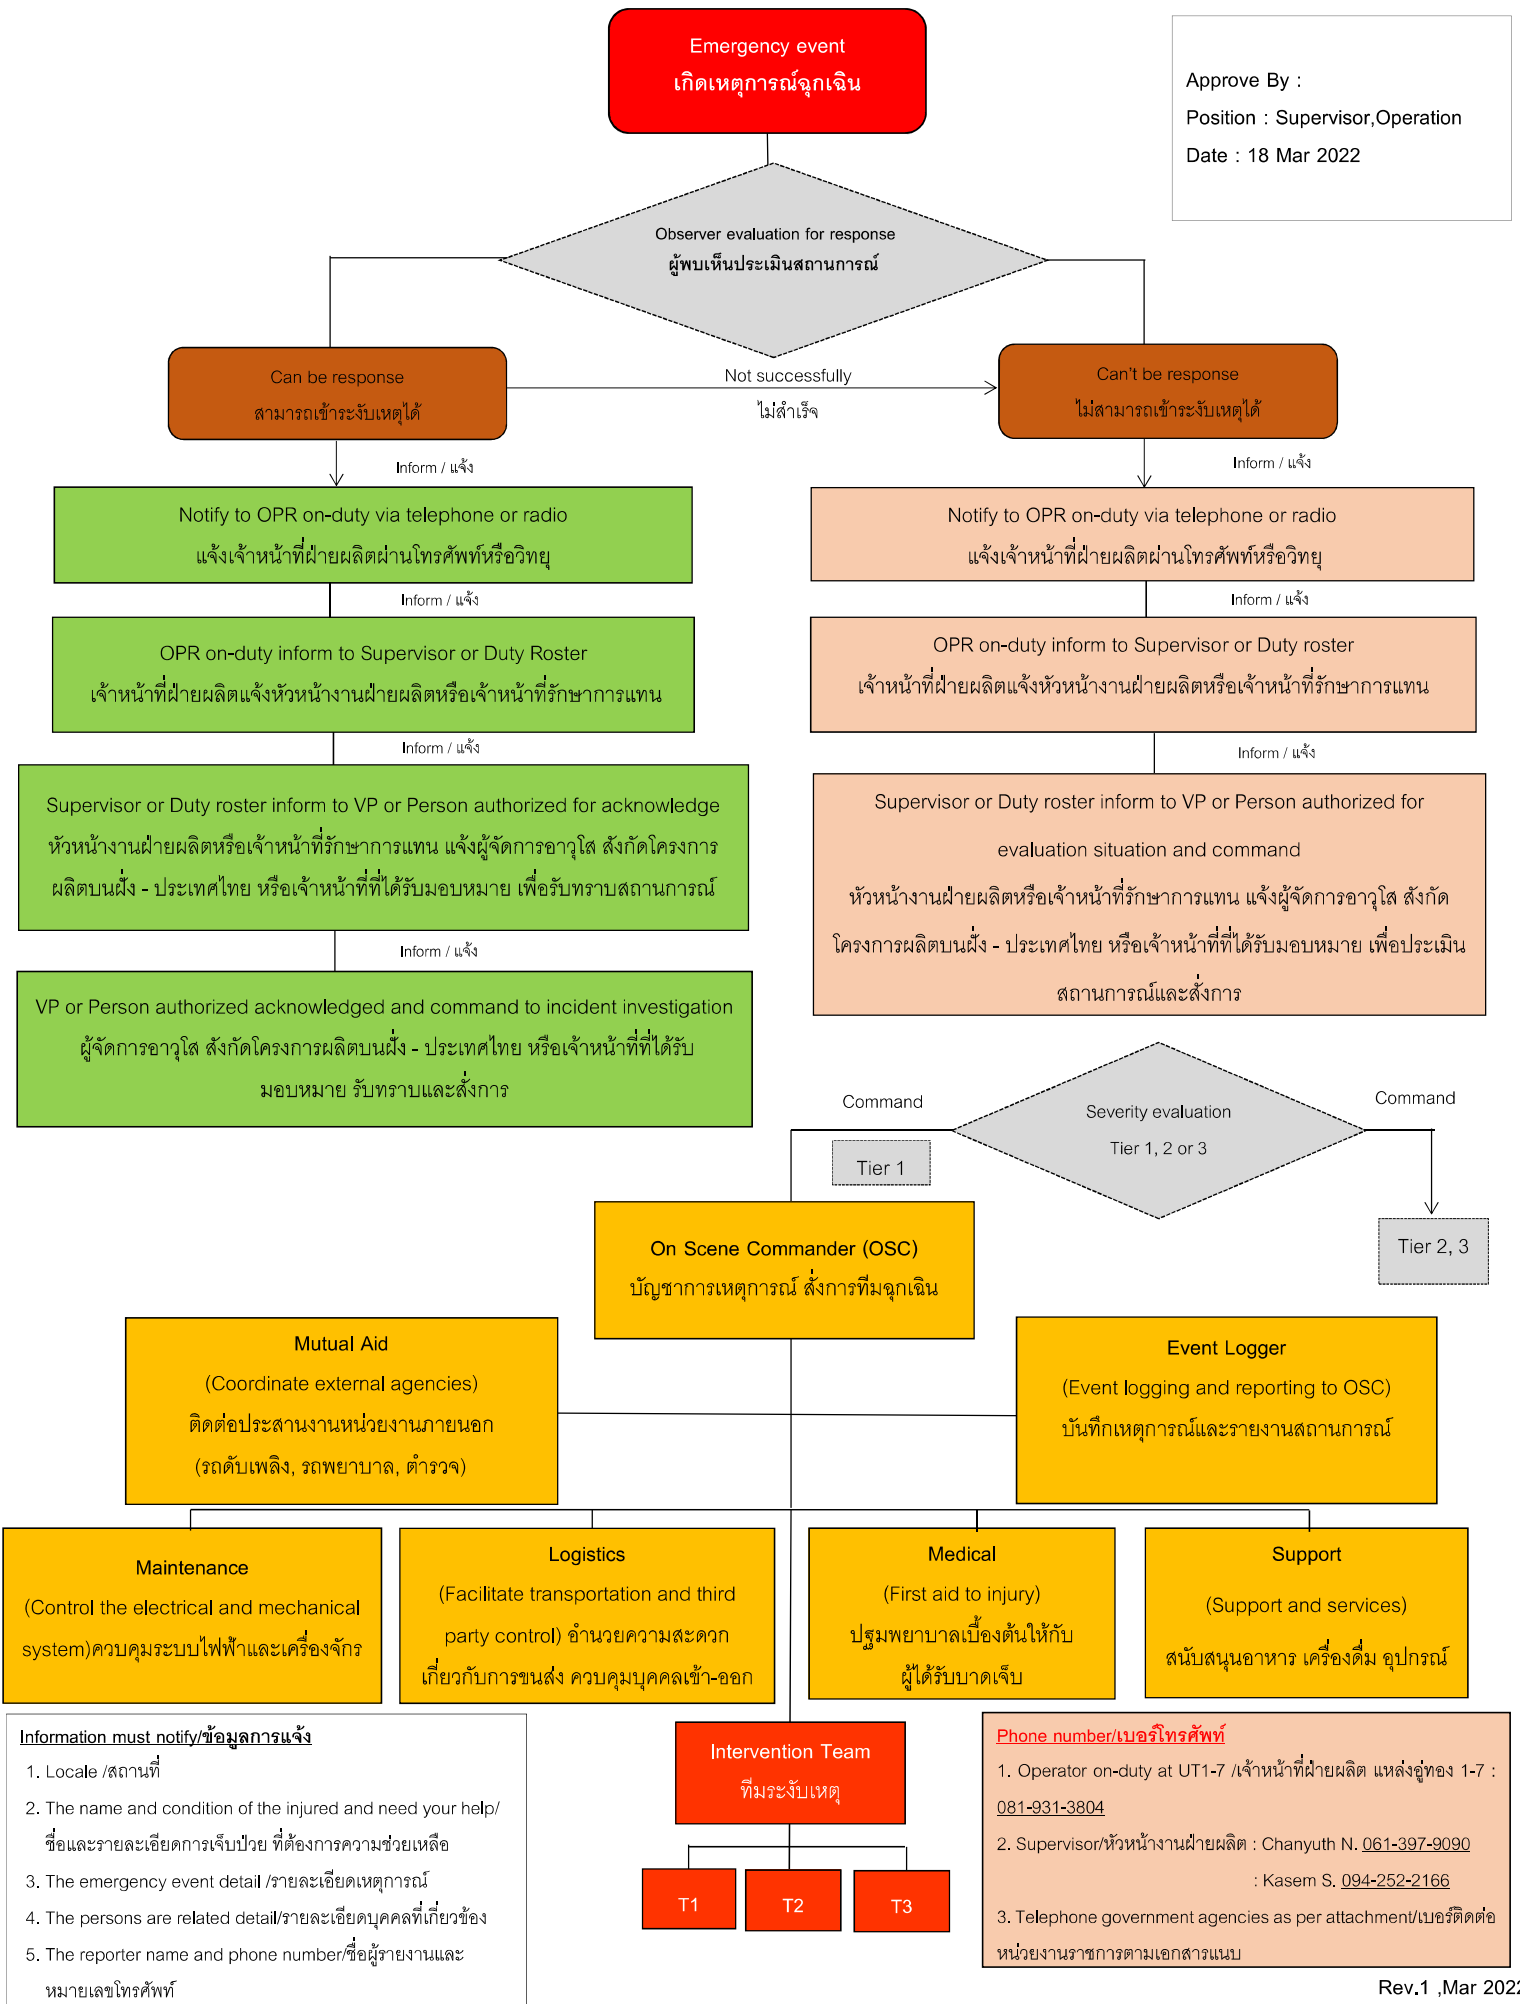 Emergency event
เกิดเหตุการณ์ฉุกเฉิน
Approve By :
Position : Supervisor,Operation
Date : 18 Mar 2022
Observer evaluation for response
ผู้พบเห็นประเมินสถานการณ์
Can be response
สามารถเข้าระงับเหตุได้
Not successfully
ไม่สำเร็จ
Can't be response
ไม่สามารถเข้าระงับเหตุได้
Inform / แจ้ง
Inform / แจ้ง
Notify to OPR on-duty via telephone or radio
แจ้งเจ้าหน้าที่ฝ่ายผลิตผ่านโทรศัพท์หรือวิทยุ
Notify to OPR on-duty via telephone or radio
แจ้งเจ้าหน้าที่ฝ่ายผลิตผ่านโทรศัพท์หรือวิทยุ
Inform / แจ้ง
Inform / แจ้ง
OPR on-duty inform to Supervisor or Duty Roster
เจ้าหน้าที่ฝ่ายผลิตแจ้งหัวหน้างานฝ่ายผลิตหรือเจ้าหน้าที่รักษาการแทน
OPR on-duty inform to Supervisor or Duty roster
เจ้าหน้าที่ฝ่ายผลิตแจ้งหัวหน้างานฝ่ายผลิตหรือเจ้าหน้าที่รักษาการแทน
Inform / แจ้ง
Inform / แจ้ง
Supervisor or Duty roster inform to VP or Person authorized for acknowledge
หัวหน้างานฝ่ายผลิตหรือเจ้าหน้าที่รักษาการแทน แจ้งผู้จัดการอาวุโส สังกัดโครงการ
ผลิตบนฝั่ง - ประเทศไทย หรือเจ้าหน้าที่ที่ได้รับมอบหมาย เพื่อรับทราบสถานการณ์
Supervisor or Duty roster inform to VP or Person authorized for
evaluation situation and command
หัวหน้างานฝ่ายผลิตหรือเจ้าหน้าที่รักษาการแทน แจ้งผู้จัดการอาวุโส สังกัด
โครงการผลิตบนฝั่ง - ประเทศไทย หรือเจ้าหน้าที่ที่ได้รับมอบหมาย เพื่อประเมิน
สถานการณ์และสั่งการ
Inform / แจ้ง
VP or Person authorized acknowledged and command to incident investigation
ผู้จัดการอาวุโส สังกัดโครงการผลิตบนฝั่ง - ประเทศไทย หรือเจ้าหน้าที่ที่ได้รับ
มอบหมาย รับทราบและสั่งการ
Command
Severity evaluation
Tier 1, 2 or 3
Command
Tier 1
Tier 2, 3
On Scene Commander (OSC)
บัญชาการเหตุการณ์ สั่งการทีมฉุกเฉิน
Mutual Aid
(Coordinate external agencies)
ติดต่อประสานงานหน่วยงานภายนอก
(รถดับเพลิง, รถพยาบาล, ตำรวจ)
Event Logger
(Event logging and reporting to OSC)
บันทึกเหตุการณ์และรายงานสถานการณ์
Maintenance
(Control the electrical and mechanical
system)ควบคุมระบบไฟฟ้าและเครื่องจักร
Logistics
(Facilitate transportation and third
party control) อำนวยความสะดวก
เกี่ยวกับการขนส่ง ควบคุมบุคคลเข้า-ออก
Medical
(First aid to injury)
ปฐมพยาบาลเบื้องต้นให้กับ
ผู้ได้รับบาดเจ็บ
Support
(Support and services)
สนับสนุนอาหาร เครื่องดื่ม อุปกรณ์
Information must notify/ข้อมูลการแจ้ง
1. Locale /สถานที่
2. The name and condition of the injured and need your help/
ชื่อและรายละเอียดการเจ็บป่วย ที่ต้องการความช่วยเหลือ
3. The emergency event detail /รายละเอียดเหตุการณ์
4. The persons are related detail/รายละเอียดบุคคลที่เกี่ยวข้อง
5. The reporter name and phone number/ชื่อผู้รายงานและ
หมายเลขโทรศัพท์
Intervention Team
ทีมระงับเหตุ
T1
T2
T3
Phone number/เบอร์โทรศัพท์
1. Operator on-duty at UT1-7 /เจ้าหน้าที่ฝ่ายผลิต แหล่งอู่ทอง 1-7 :
081-931-3804
2. Supervisor/หัวหน้างานฝ่ายผลิต : Chanyuth N. 061-397-9090
: Kasem S. 094-252-2166
3. Telephone government agencies as per attachment/เบอร์ติดต่อ
หน่วยงานราชการตามเอกสารแนบ
Rev.1 ,Mar 2022